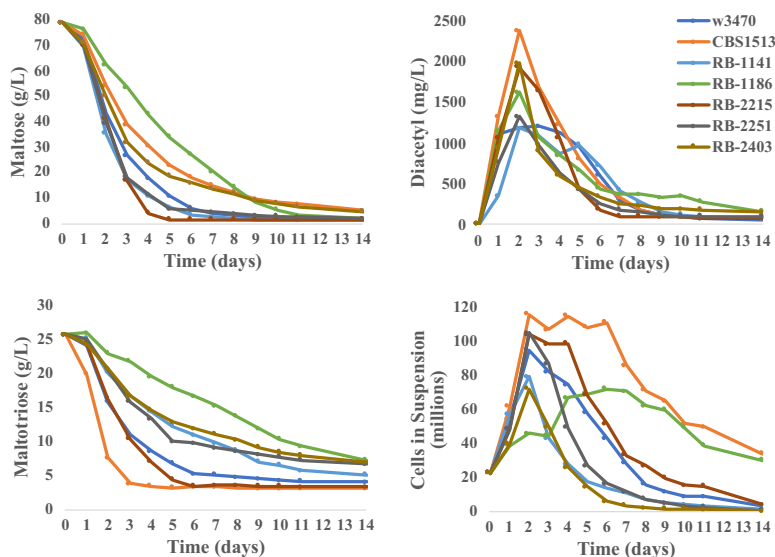 80
70
60
50
40
30
20
10
0
Maltose (g/L)
0 1 2 3 4 5 6 7 8 9 10 11 12 13 14
Time (days)
2500
2000
1500
1000
500
0
Diacetyl (mg/L)
0 1 2 3 4 5 6 7 8 9 10 11 12 13 14
Time (days)
w3470
CBS1513
RB-1141
RB-1186
RB-2215
RB-2251
RB-2403
30
25
20
15
10
5
0
Maltotriose (g/L)
0 1 2 3 4 5 6 7 8 9 10 11 12 13 14
Time (days)
120
100
80
60
40
20
0
Cells in Suspension
(millions)
0 1 2 3 4 5 6 7 8 9 10 11 12 13 14
Time (days)